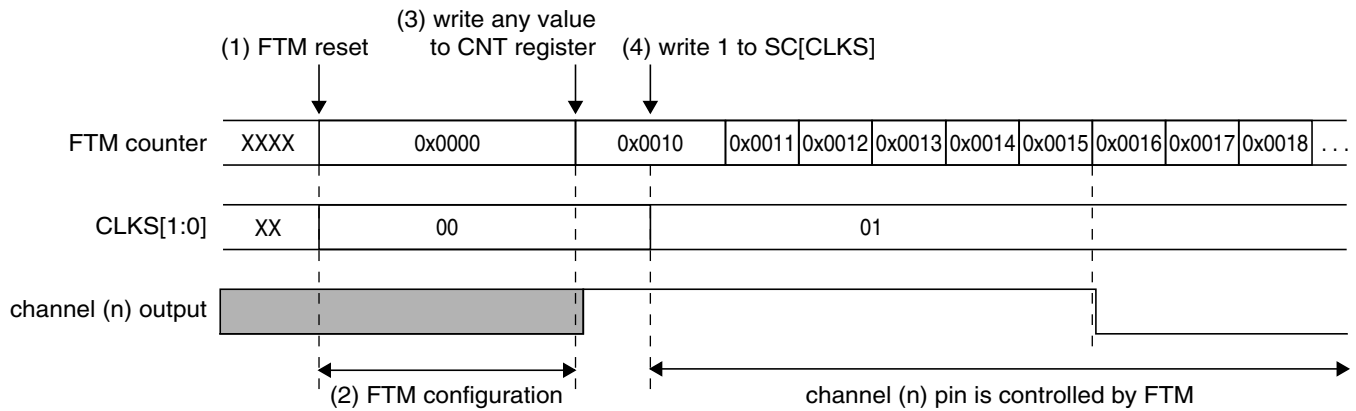 (3) write any value
(1) FTM reset to CNT register (4) write 1 to SC[CLKS]
FTM counter XXXX 0x0000 0x0010 0x0011 0x0012 0x0013 0x0014 0x0015 0x0016 0x0017 0x0018 ...
CLKS[1:0] XX 00 01
channel (n) output
(2) FTM configuration channel (n) pin is controlled by FTM